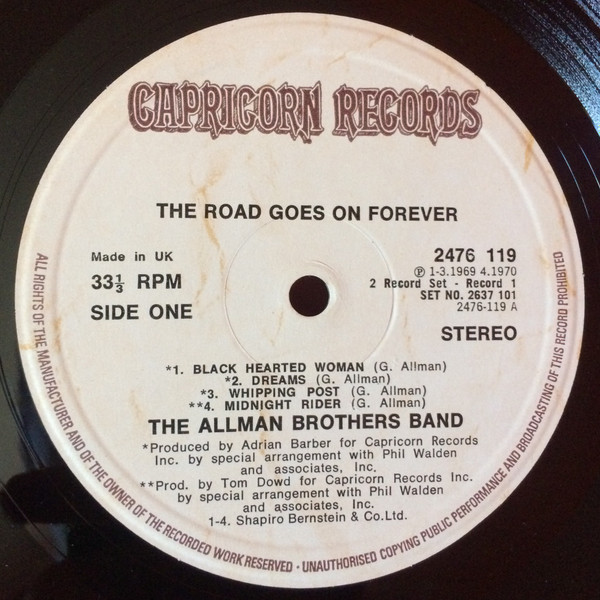 CAPRICORN RECORDS
THE ROAD GOES ON FOREVER
Made in UK
33⅓ RPM
SIDE ONE
2476 119
Ⓟ 1-3.1969 4.1970
2 Record Set - Record 1
SET NO. 2637 101
2476-119 A
STEREO
*1. BLACK HEARTED WOMAN (G. Allman)
*2. DREAMS (G. Allman)
*3. WHIPPING POST (G. Allman)
**4. MIDNIGHT RIDER (G. Allman)
THE ALLMAN BROTHERS BAND
*Produced by Adrian Barber for Capricorn Records
Inc. by special arrangement with Phil Walden
and associates, Inc.
**Prod. by Tom Dowd for Capricorn Records Inc.
by special arrangement with Phil Walden
and associates, Inc.
1-4. Shapiro Bernstein & Co.Ltd.
ALL RIGHTS OF THE MANUFACTURER AND OF THE OWNER OF THE RECORDED WORK RESERVED • UNAUTHORISED COPYING PUBLIC PERFORMANCE AND BROADCASTING OF THIS RECORD PROHIBITED